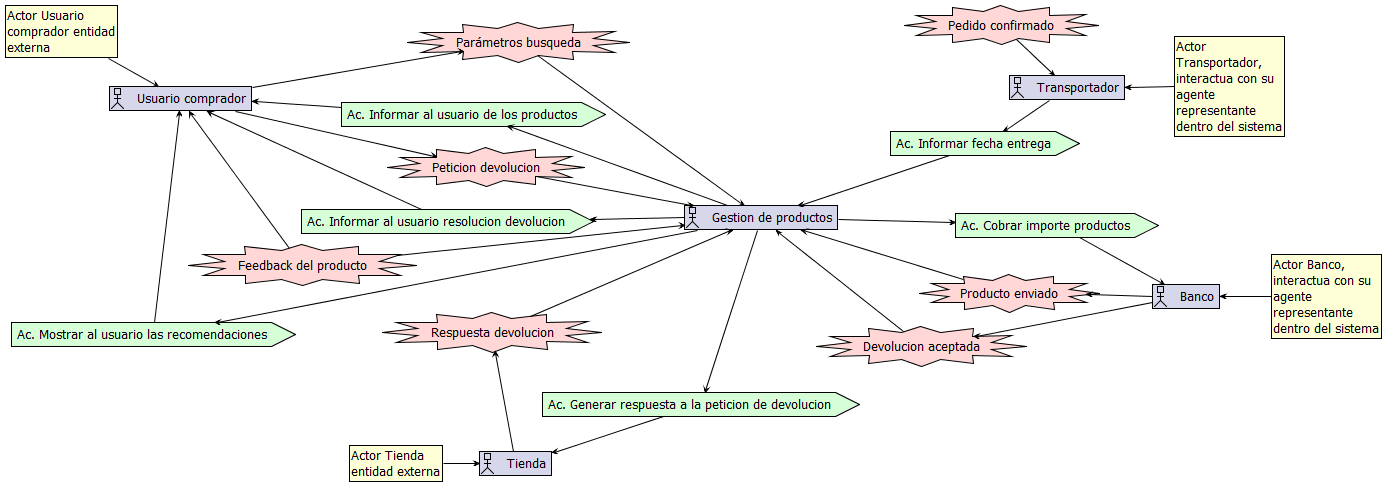 Actor Usuario
comprador entidad
externa
Parámetros busqueda
Pedido confirmado
Actor
Transportador,
interactua con su
agente
representante
dentro del sistema
Usuario comprador
Transportador
Ac. Informar al usuario de los productos
Ac. Informar fecha entrega
Peticion devolucion
Ac. Informar al usuario resolucion devolucion
Gestion de productos
Ac. Cobrar importe productos
Feedback del producto
Producto enviado
Banco
Actor Banco,
interactua con su
agente
representante
dentro del sistema
Ac. Mostrar al usuario las recomendaciones
Respuesta devolucion
Devolucion aceptada
Ac. Generar respuesta a la peticion de devolucion
Actor Tienda
entidad externa
Tienda